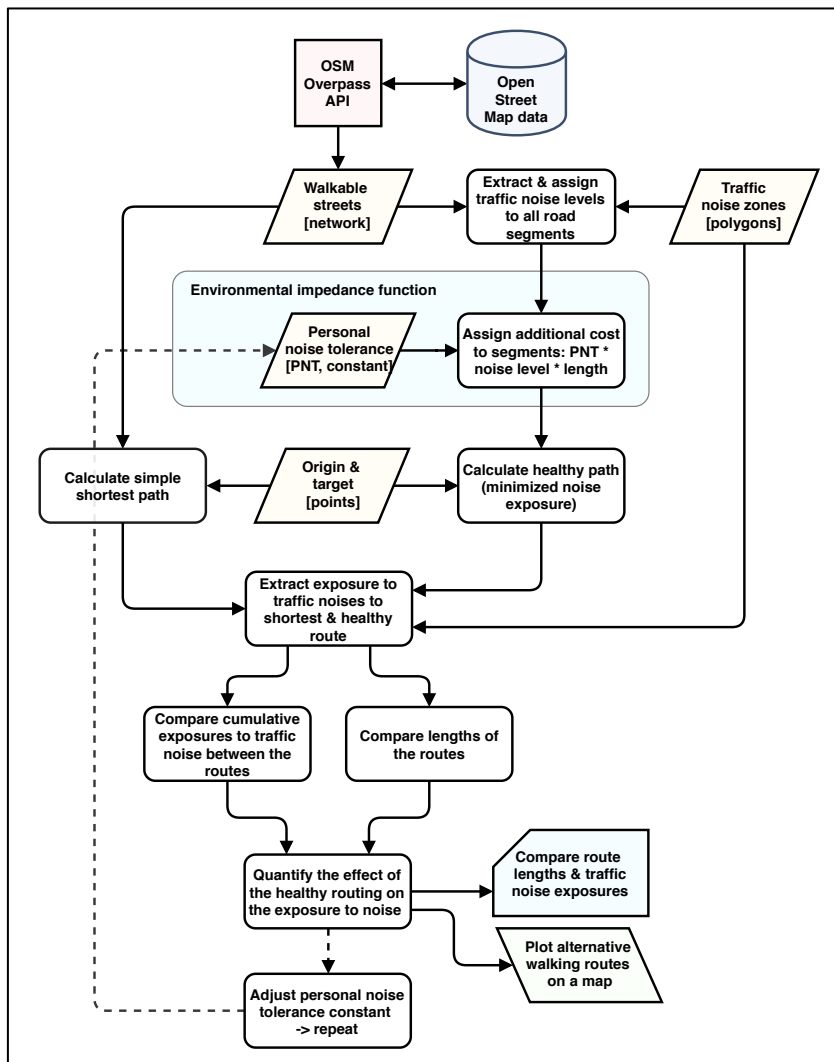 OSM
Overpass
API
Open
Street
Map data
Walkable
streets
[network]
Extract & assign
traffic noise levels
to all road
segments
Traffic
noise zones
[polygons]
Environmental impedance function
Personal
noise tolerance
[PNT, constant]
Assign additional cost
to segments: PNT *
noise level * length
Calculate simple
shortest path
Origin &
target
[points]
Calculate healthy path
(minimized noise
exposure)
Extract exposure to
traffic noises to
shortest & healthy
route
Compare cumulative
exposures to traffic
noise between the
routes
Compare lengths of
the routes
Quantify the effect of
the healthy routing on
the exposure to noise
Compare route
lengths & traffic
noise exposures
Plot alternative
walking routes
on a map
Adjust personal noise
tolerance constant
-> repeat